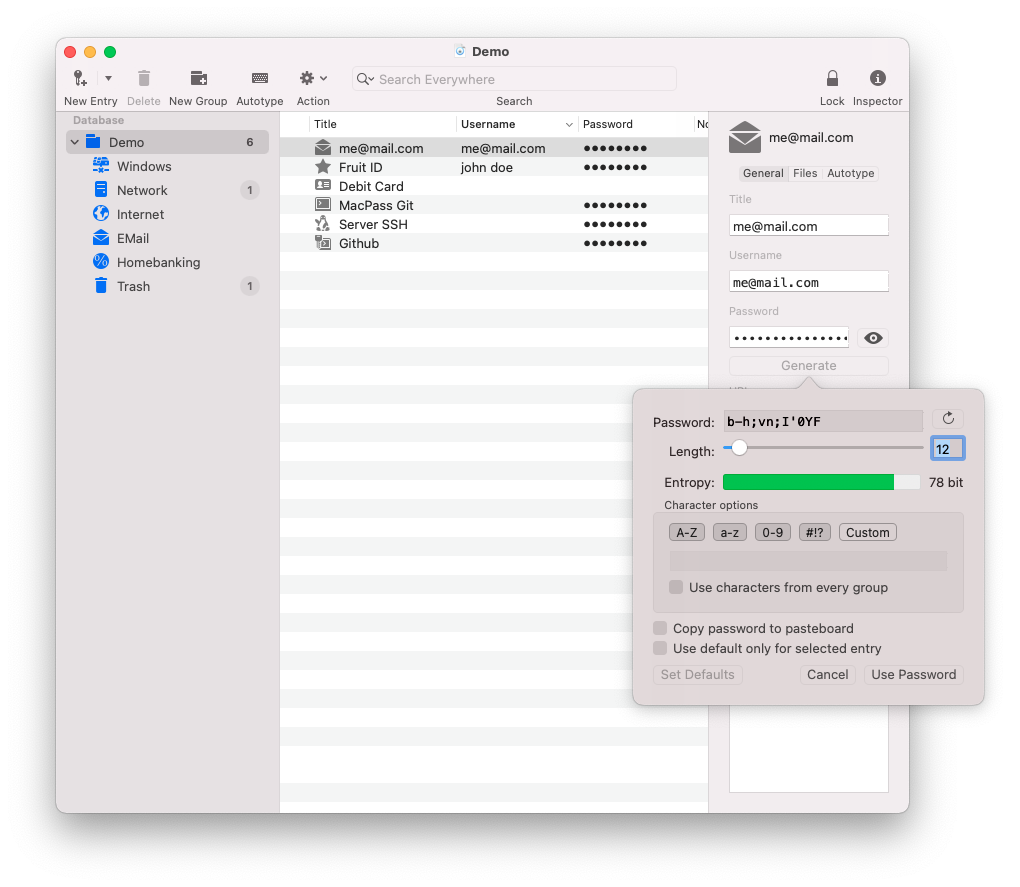 Demo
New Entry Delete New Group Autotype Action Search Everywhere Search Lock Inspector
Database
Demo 6
Windows
Network 1
Internet
EMail
Homebanking
Trash 1
Title Username Password
me@mail.com me@mail.com ●●●●●●●●
Fruit ID john doe ●●●●●●●●
Debit Card
MacPass Git ●●●●●●●●
Server SSH ●●●●●●●●
Github ●●●●●●●●
me@mail.com
General Files Autotype
Title
me@mail.com
Username
me@mail.com
Password
•••••••••••••••
Generate
Password: b-h;vn;I'0YF
Length: 12
Entropy: 78 bit
Character options
A-Z a-z 0-9 #!? Custom
Use characters from every group
Copy password to pasteboard
Use default only for selected entry
Set Defaults Cancel Use Password